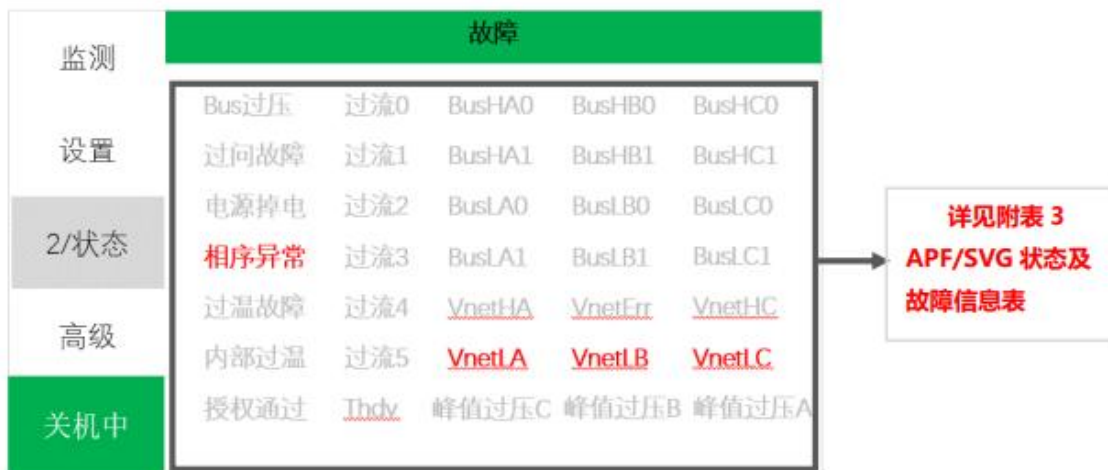 故障
监测
设置
2/状态
高级
关机中
Bus过压 过流0 BusHA0 BusHB0 BusHC0
过问故障 过流1 BusHA1 BusHB1 BusHC1
电源掉电 过流2 BusLA0 BusLB0 BusLC0
相序异常 过流3 BusLA1 BusLB1 BusLC1
过温故障 过流4 VnetHA VnetErr VnetHC
内部过温 过流5 VnetLA VnetLB VnetLC
授权通过 Thdv 峰值过压C 峰值过压B 峰值过压A
详见附表 3
APF/SVG 状态及
故障信息表